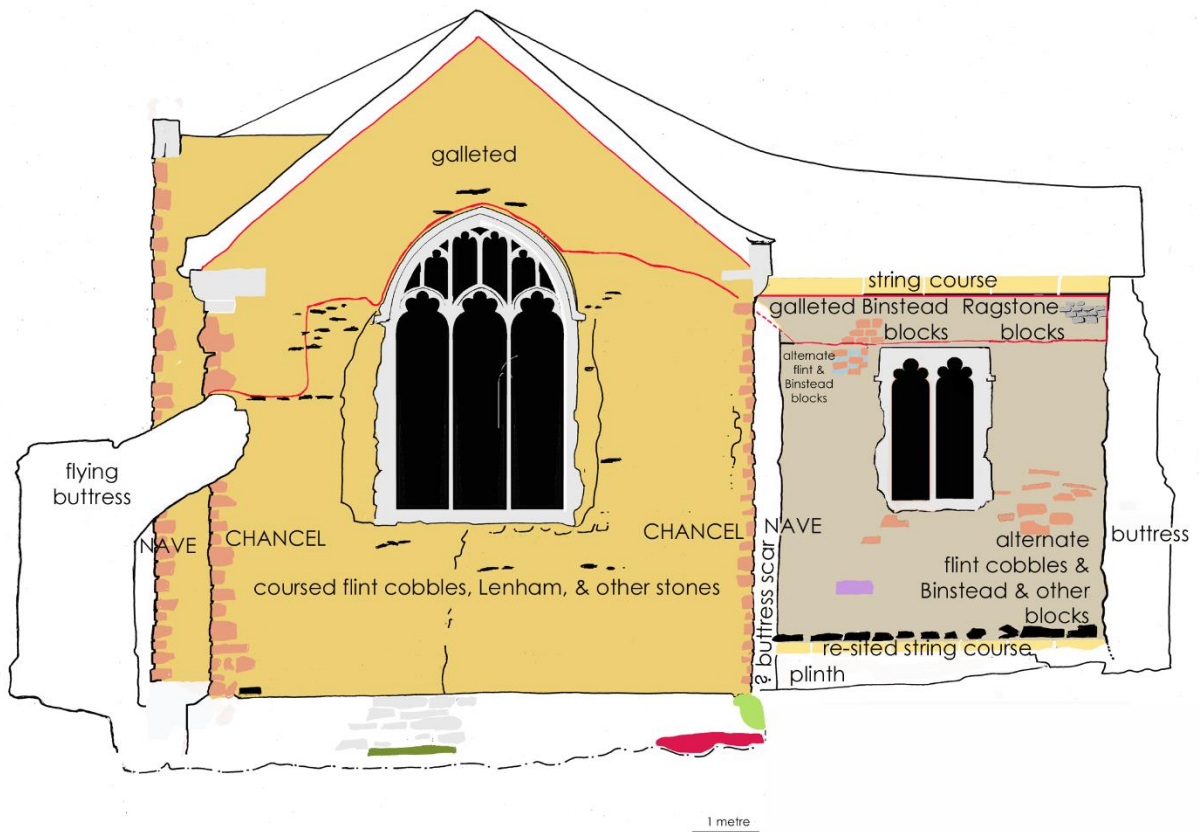 galleted
string course
galleted Binstead
blocks
Ragstone
blocks
alternate
flint &
Binstead
blocks
flying
buttress
NAVE
CHANCEL
CHANCEL
NAVE
buttress
alternate
flint cobbles &
Binstead & other
blocks
coursed flint cobbles, Lenham, & other stones
? buttress scar
re-sited string course
plinth
1 metre